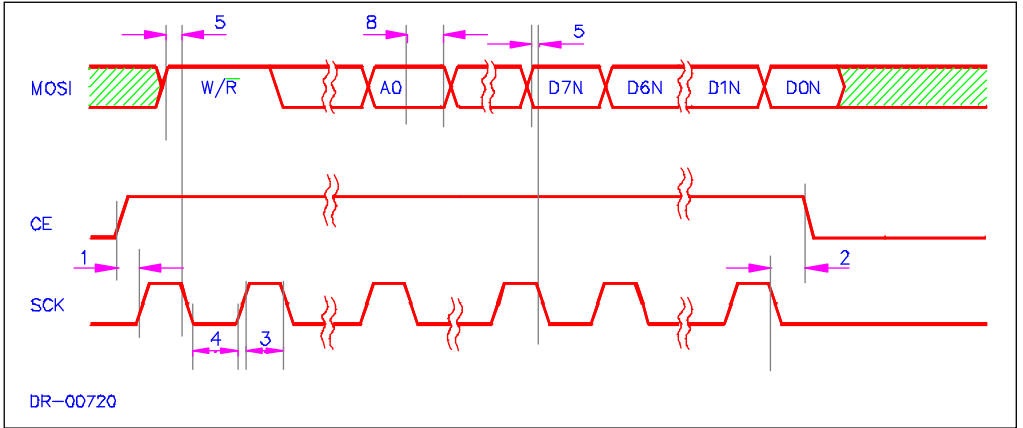 5 8 5
MOSI W/R̅ A0 D7N D6N D1N D0N
CE
1 2
SCK
4 3
DR-00720